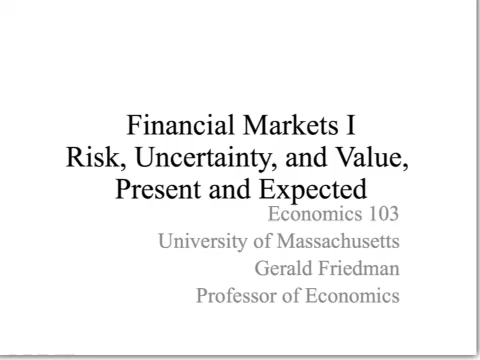 Financial Markets I
Risk, Uncertainty, and Value,
Present and Expected
Economics 103
University of Massachusetts
Gerald Friedman
Professor of Economics